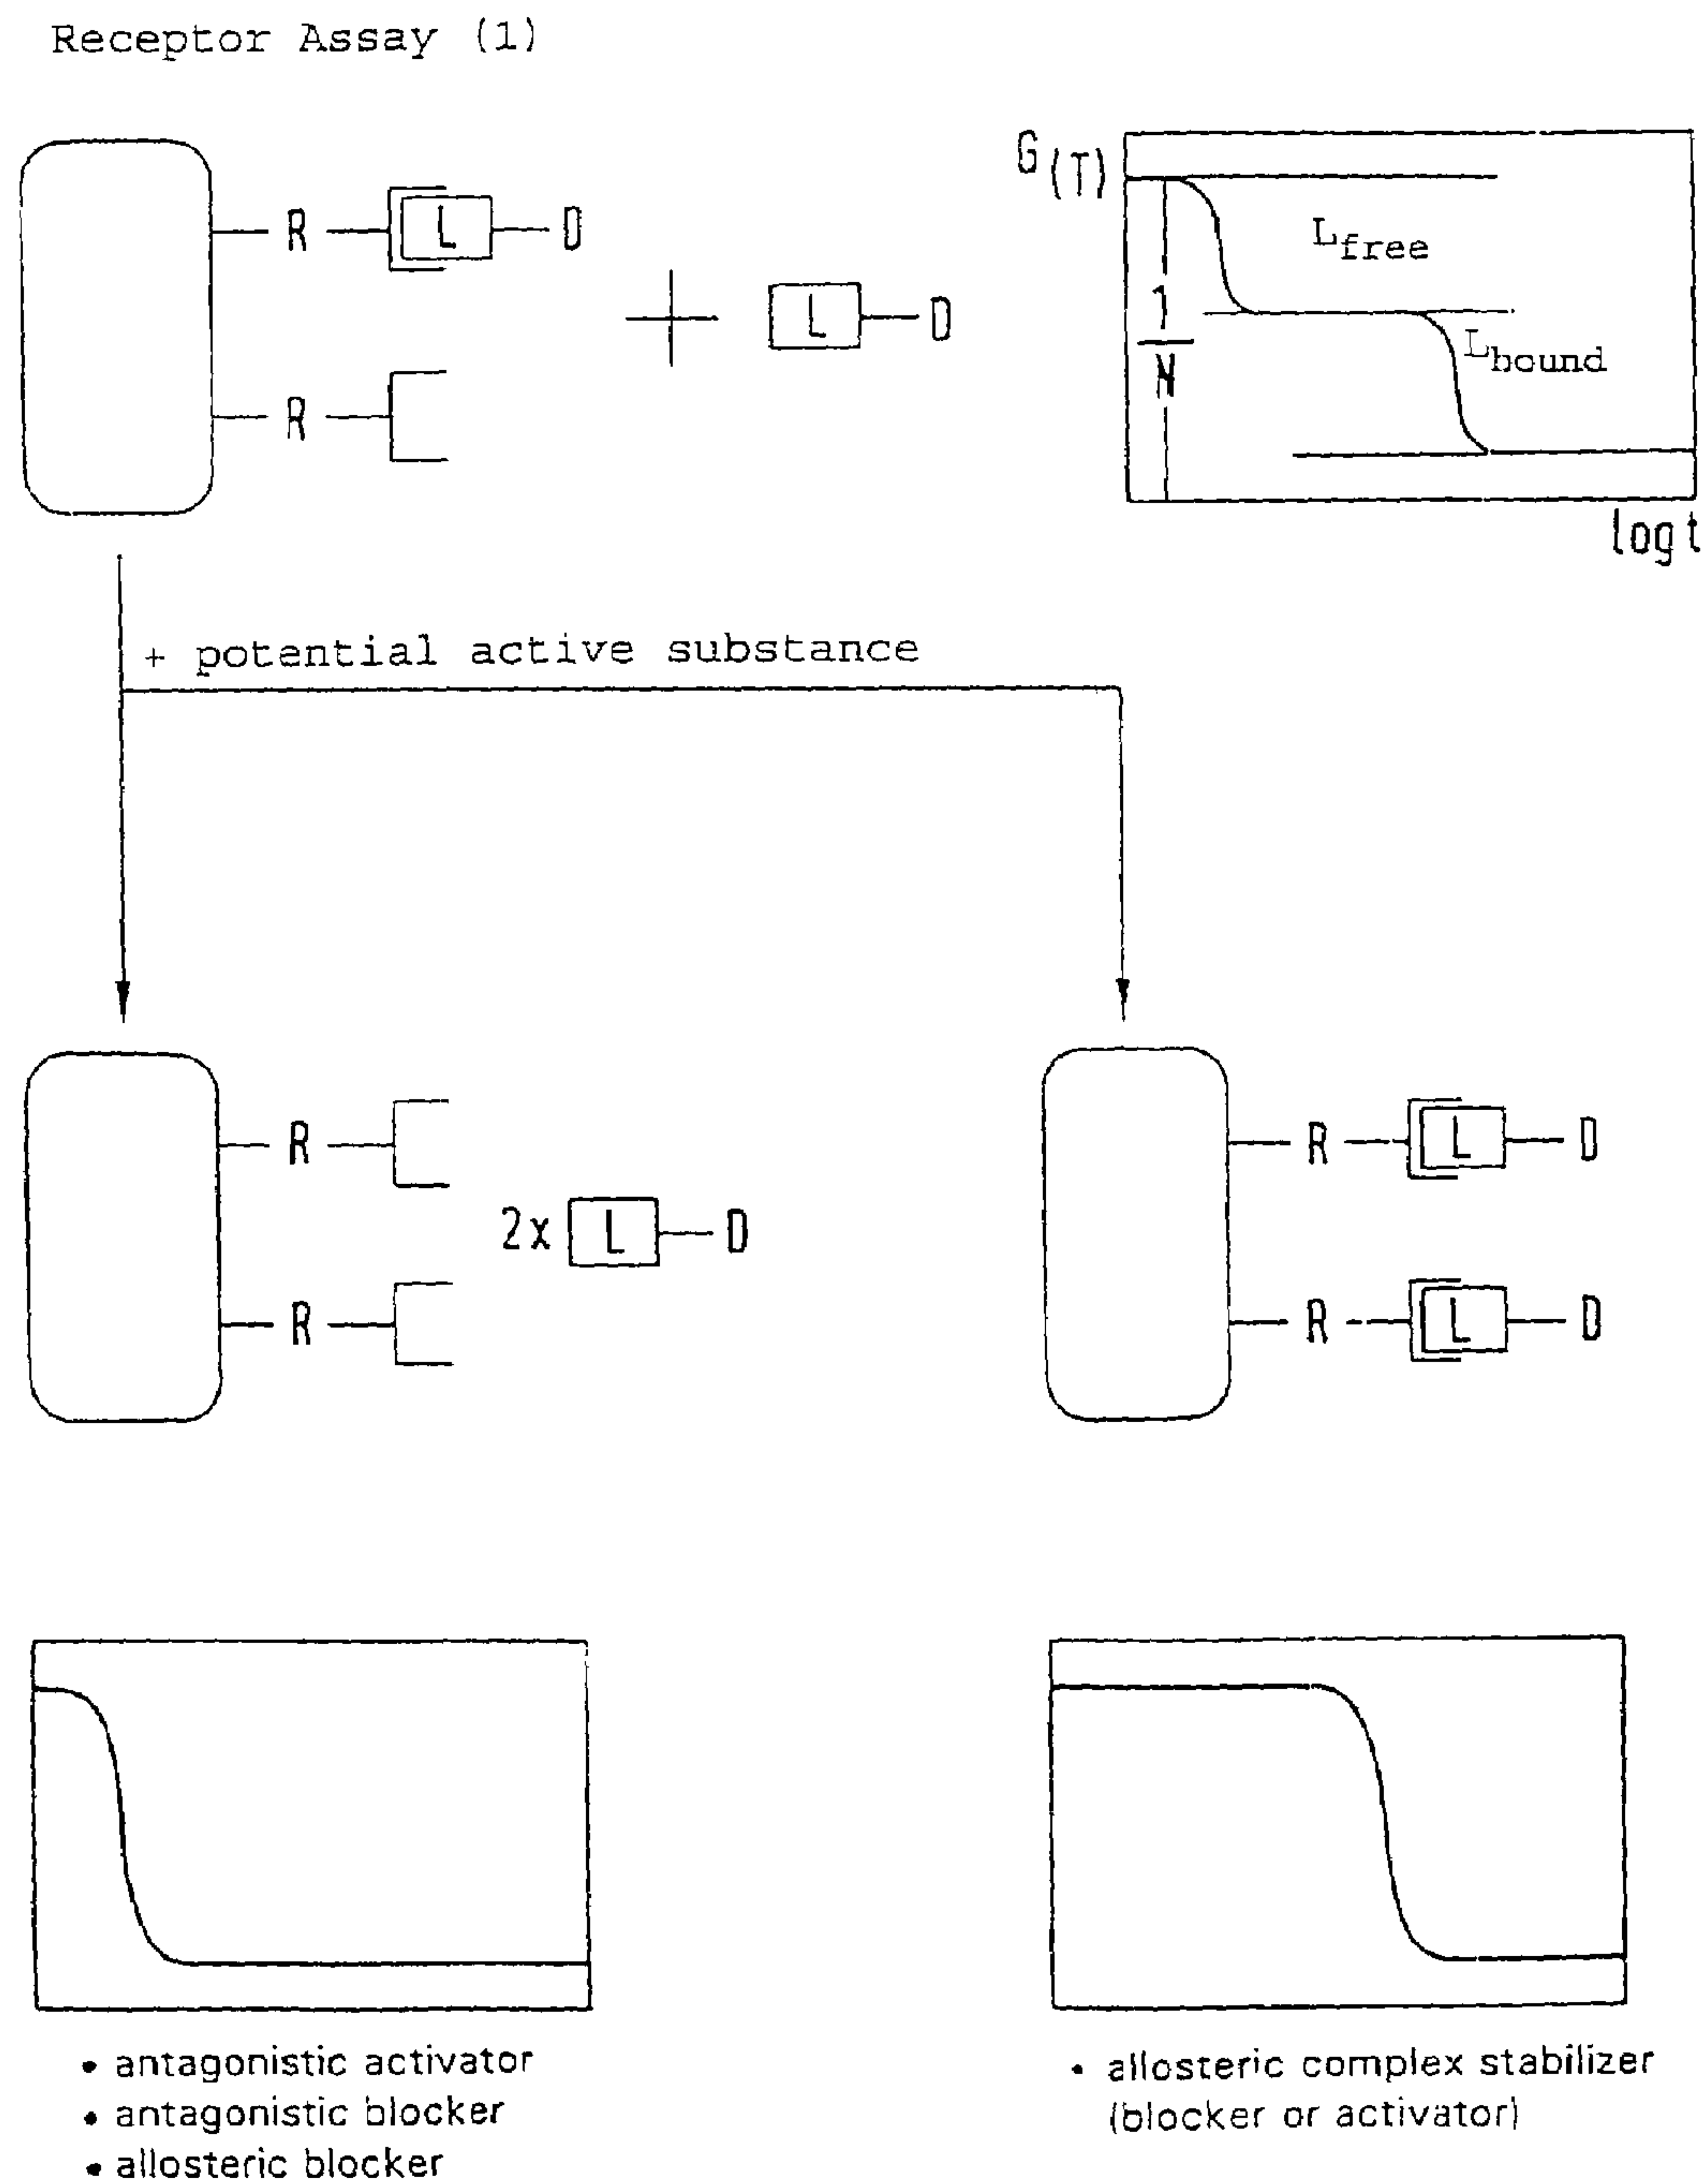 Receptor Assay (1)
R L D
+ L D
R
G(T)
Lfree
1
N
Lbound
log t
+ potential active substance
R
2x L D
R
R L D
R L D
• antagonistic activator
• antagonistic blocker
• allosteric blocker
• allosteric complex stabilizer
(blocker or activator)